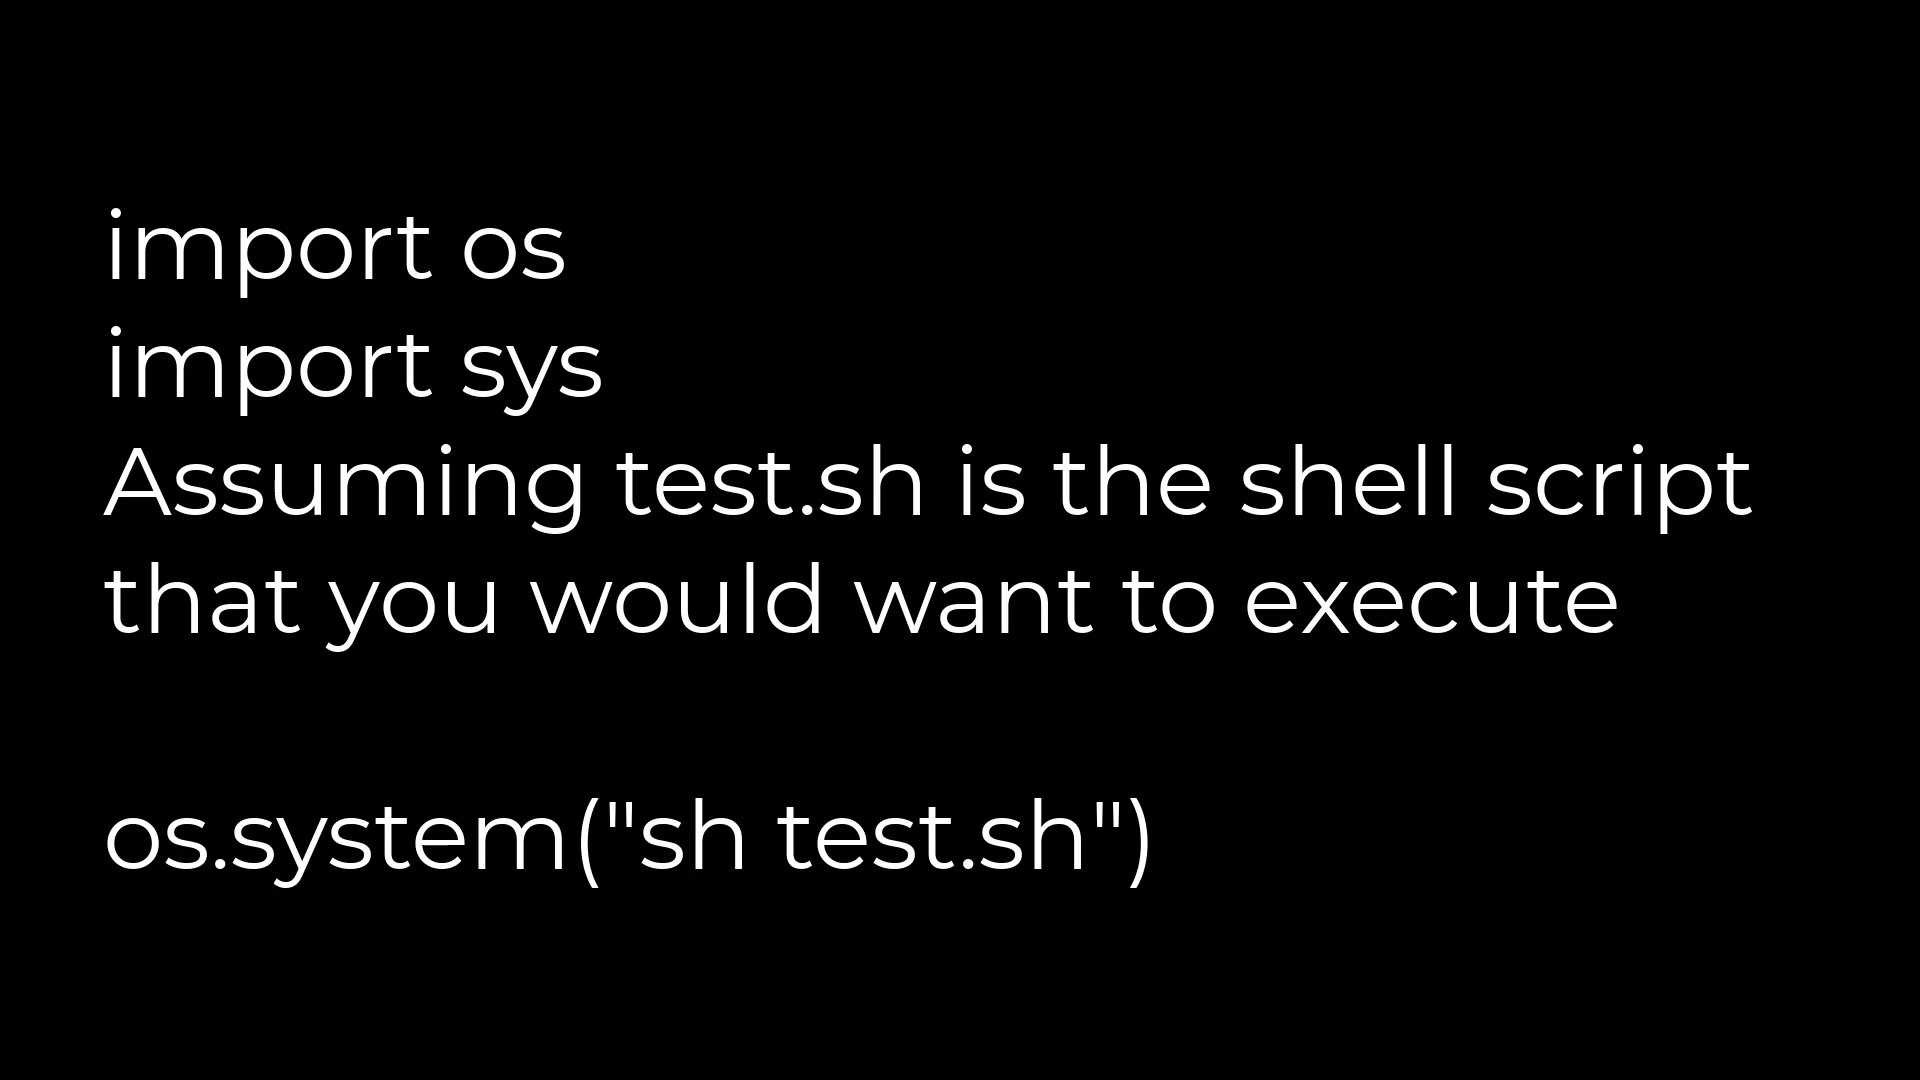 import os
import sys
Assuming test.sh is the shell script
that you would want to execute
os.system("sh test.sh")